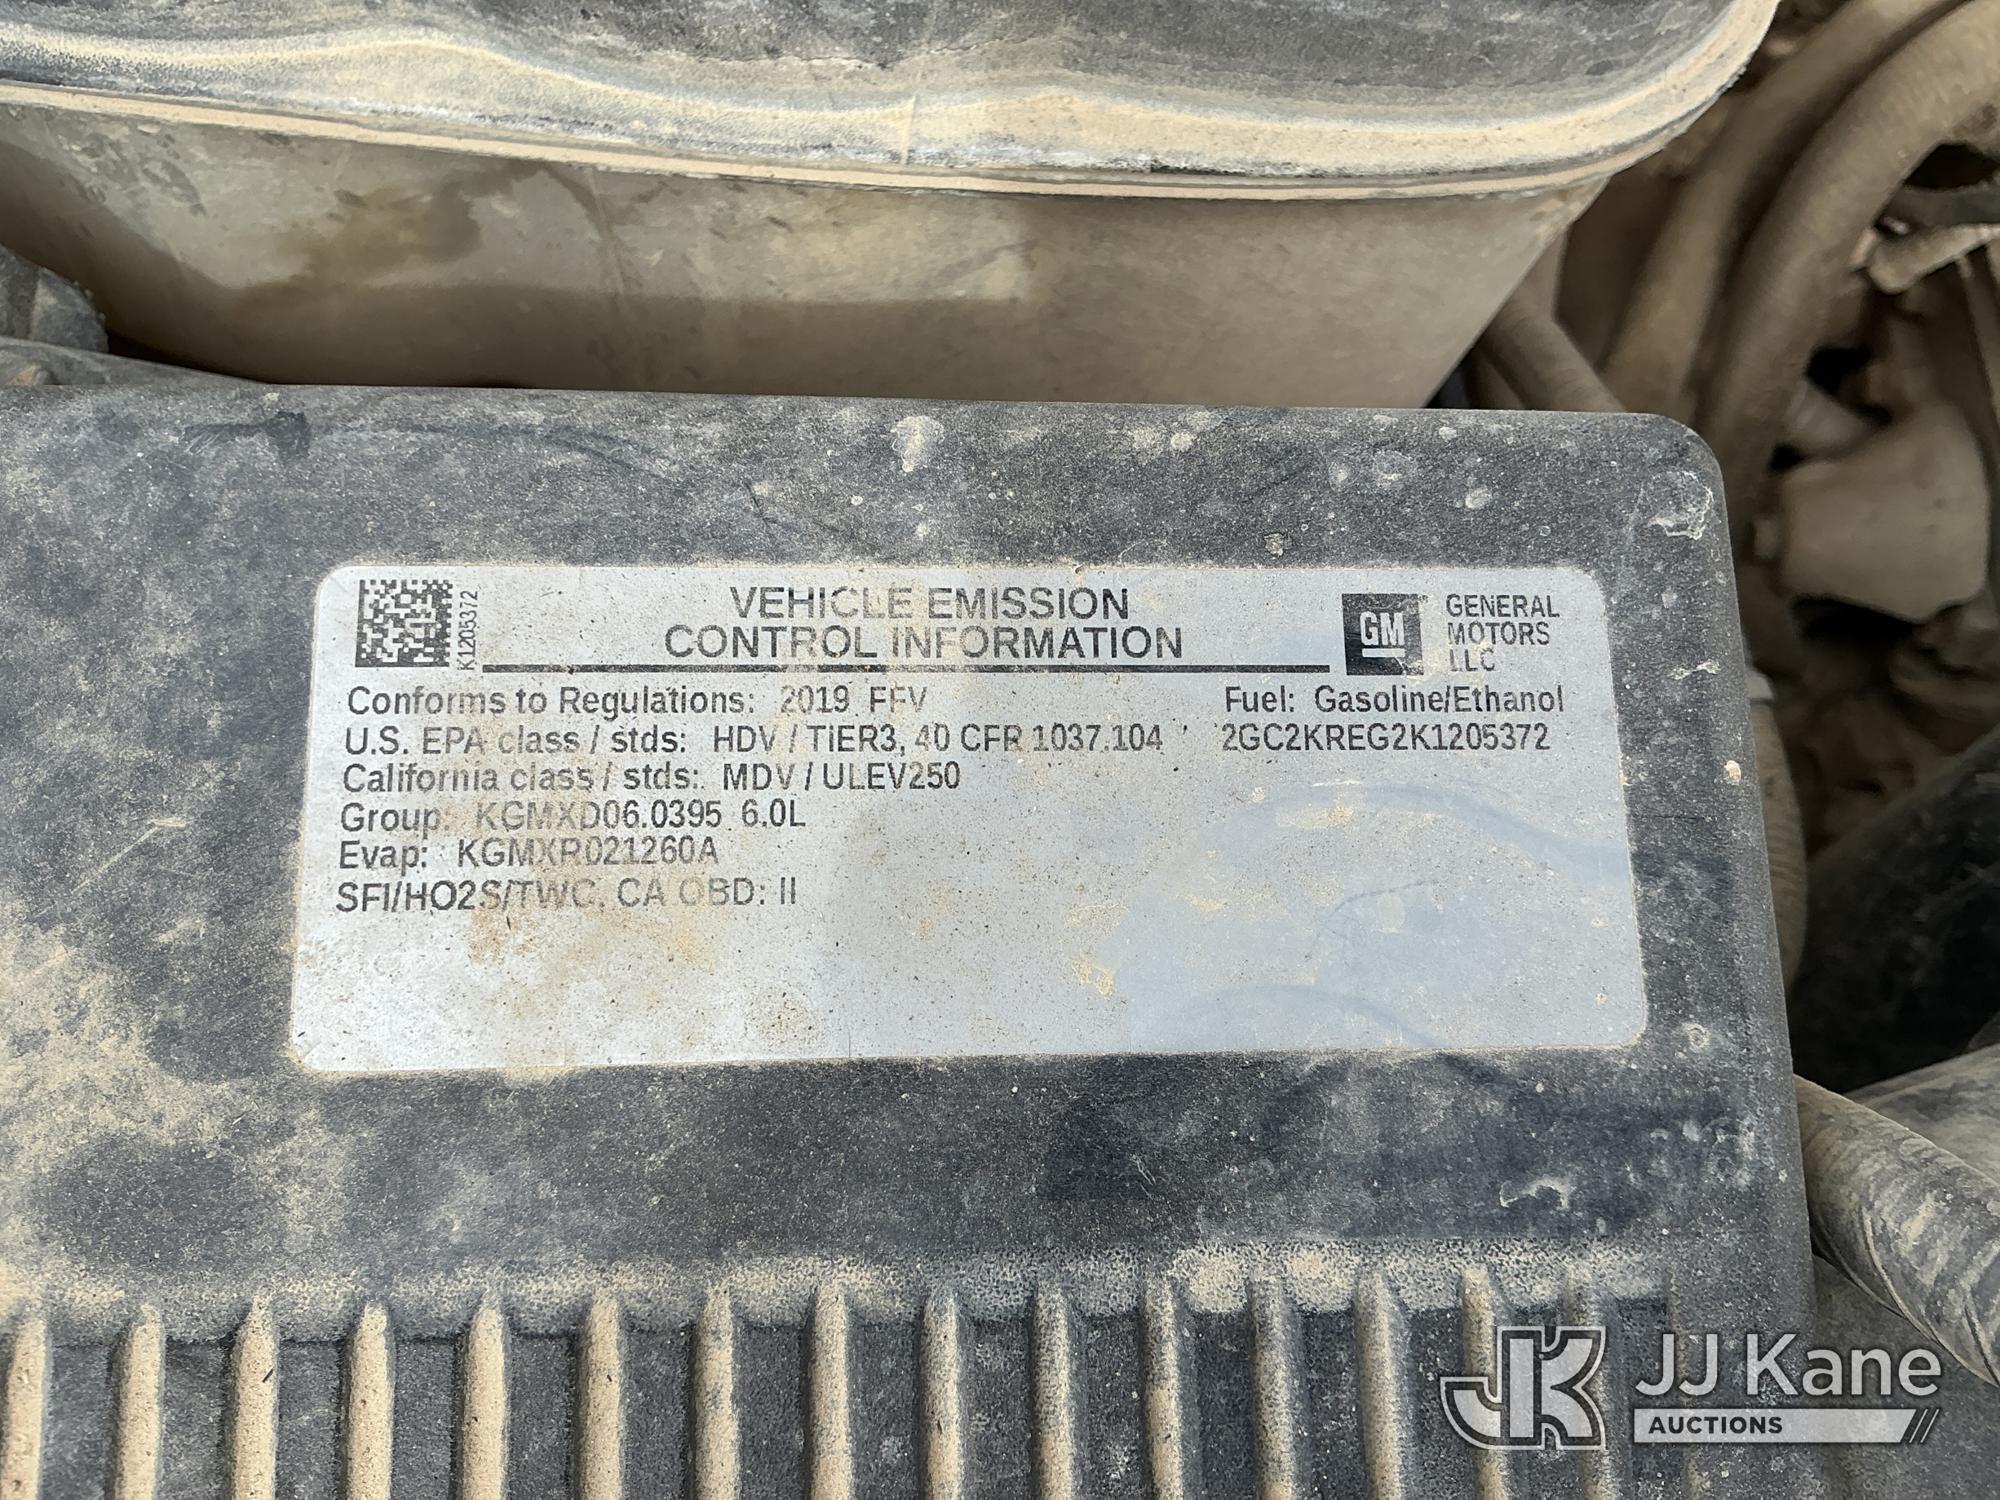 K1205372
VEHICLE EMISSION
CONTROL INFORMATION
GM
GENERAL
MOTORS
LLC
Conforms to Regulations: 2019 FFV
Fuel: Gasoline/Ethanol
U.S. EPA class / stds: HDV / TIER3, 40 CFR 1037.104
2GC2KREG2K1205372
California class / stds: MDV / ULEV250
Group: KGMXD06.0395 6.0L
Evap: KGMXR021260A
SFI/HO2S/TWC, CA OBD: II
JK
JJ Kane
AUCTIONS